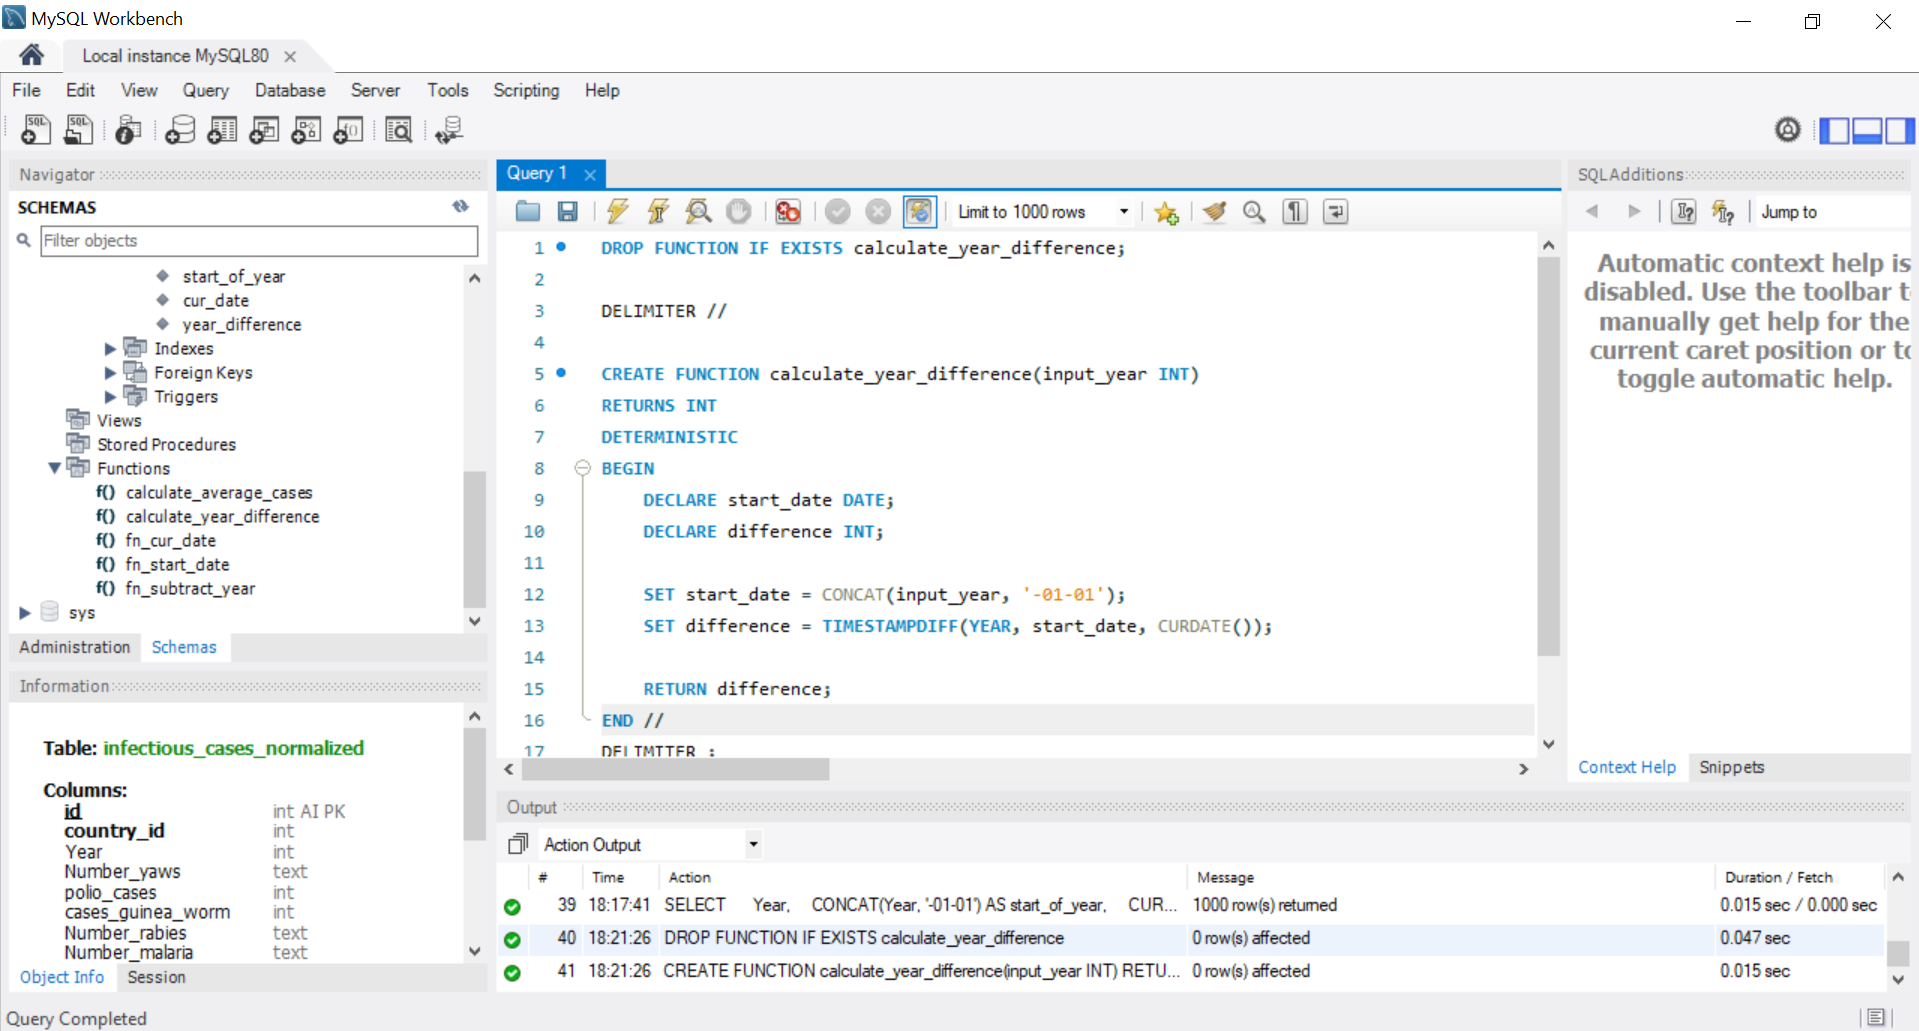 MySQL Workbench
Local instance MySQL80
File Edit View Query Database Server Tools Scripting Help
Navigator
SCHEMAS
Filter objects
start_of_year
cur_date
year_difference
Indexes
Foreign Keys
Triggers
Views
Stored Procedures
Functions
f() calculate_average_cases
f() calculate_year_difference
f() fn_cur_date
f() fn_start_date
f() fn_subtract_year
sys
Administration Schemas
Information
Table: infectious_cases_normalized
Columns:
id int AI PK
country_id int
Year int
Number_yaws text
polio_cases int
cases_guinea_worm int
Number_rabies text
Number_malaria text
Object Info Session
Query 1
Limit to 1000 rows
1 DROP FUNCTION IF EXISTS calculate_year_difference;
2
3 DELIMITER //
4
5 CREATE FUNCTION calculate_year_difference(input_year INT)
6 RETURNS INT
7 DETERMINISTIC
8 BEGIN
9 DECLARE start_date DATE;
10 DECLARE difference INT;
11
12 SET start_date = CONCAT(input_year, '-01-01');
13 SET difference = TIMESTAMPDIFF(YEAR, start_date, CURDATE());
14
15 RETURN difference;
16 END //
17 DELIMITER ;
SQLAdditions
Jump to
Automatic context help is
disabled. Use the toolbar t
manually get help for the
current caret position or to
toggle automatic help.
Context Help Snippets
Output
Action Output
# Time Action Message Duration / Fetch
39 18:17:41 SELECT Year, CONCAT(Year, '-01-01') AS start_of_year, CUR... 1000 row(s) returned 0.015 sec / 0.000 sec
40 18:21:26 DROP FUNCTION IF EXISTS calculate_year_difference 0 row(s) affected 0.047 sec
41 18:21:26 CREATE FUNCTION calculate_year_difference(input_year INT) RETU... 0 row(s) affected 0.015 sec
Query Completed